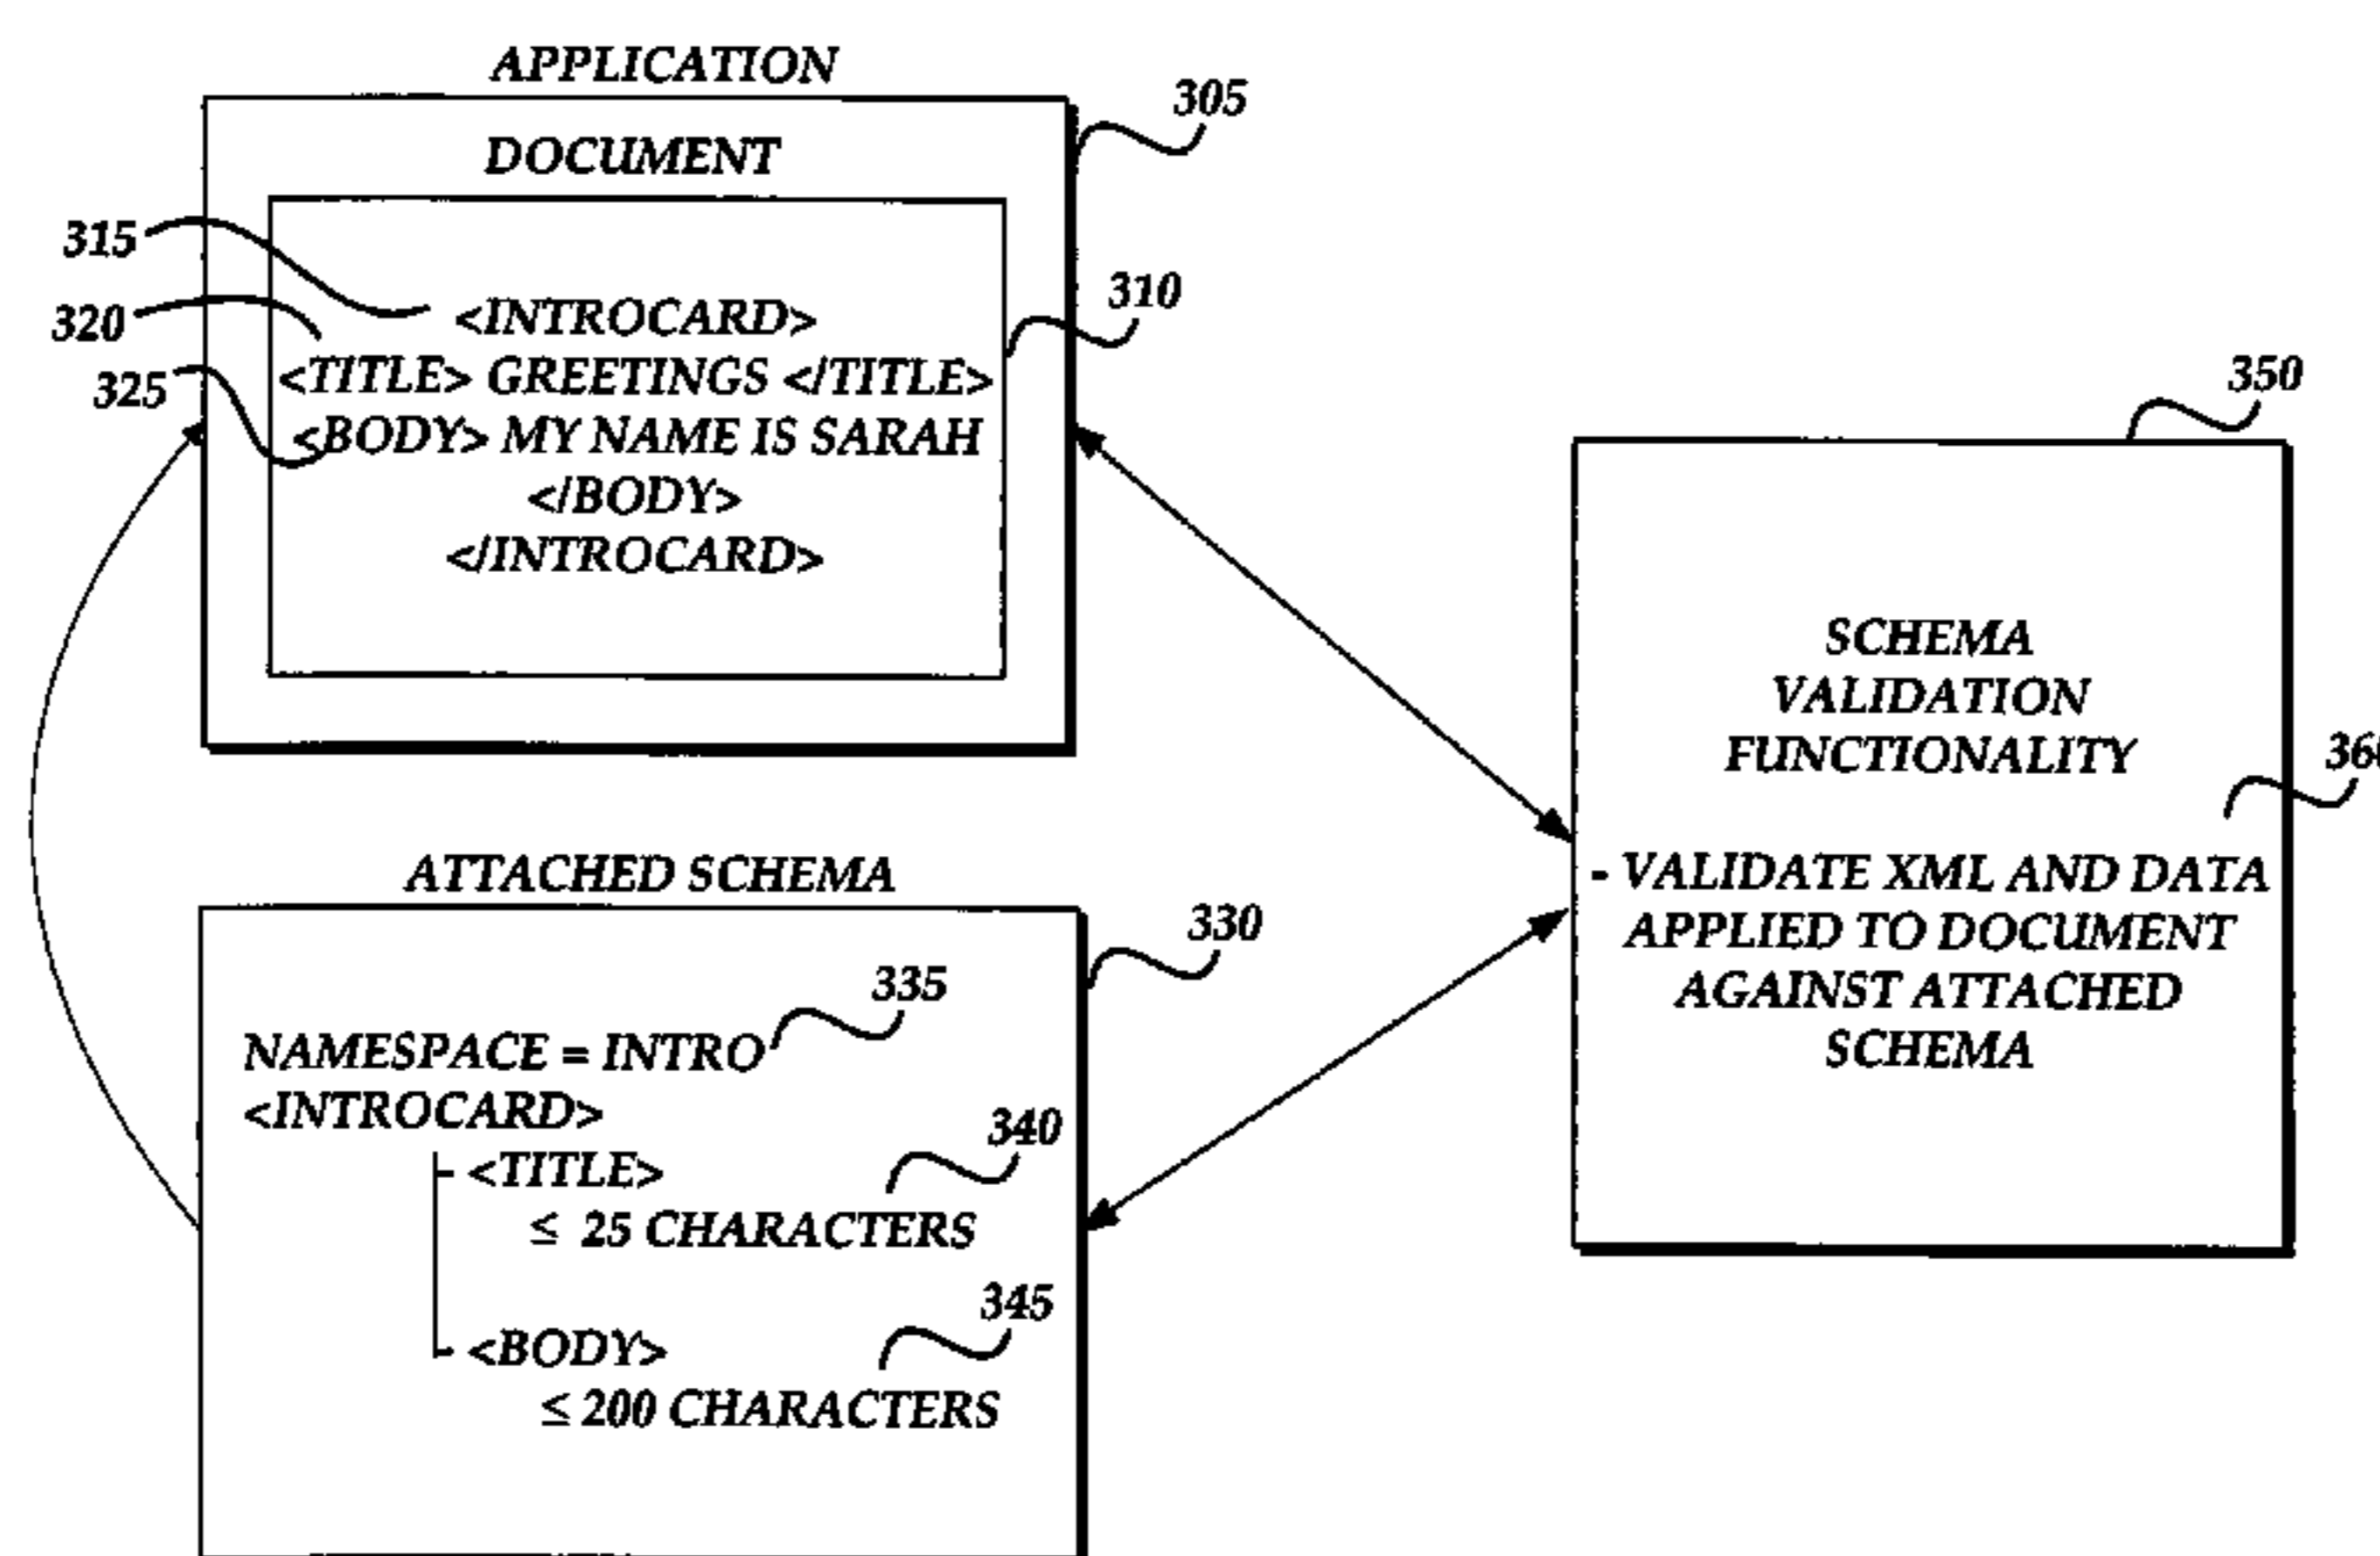 APPLICATION
305
DOCUMENT
315
<INTROCARD>
310
320
<TITLE> GREETINGS </TITLE>
325
<BODY> MY NAME IS SARAH
</BODY>
</INTROCARD>
350
SCHEMA
VALIDATION
FUNCTIONALITY
- VALIDATE XML AND DATA
APPLIED TO DOCUMENT
AGAINST ATTACHED
SCHEMA
ATTACHED SCHEMA
330
335
NAMESPACE = INTRO
<INTROCARD>
340
<TITLE>
≤ 25 CHARACTERS
345
<BODY>
≤ 200 CHARACTERS